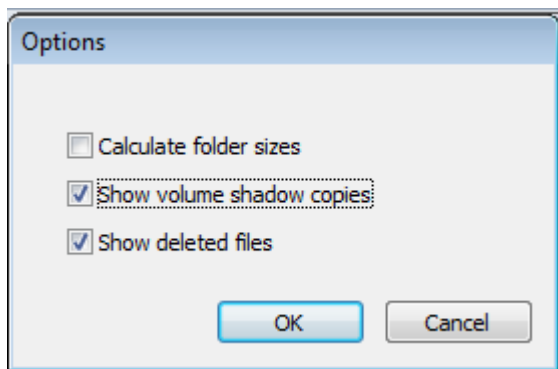 Options
Calculate folder sizes
Show volume shadow copies
Show deleted files
OK Cancel